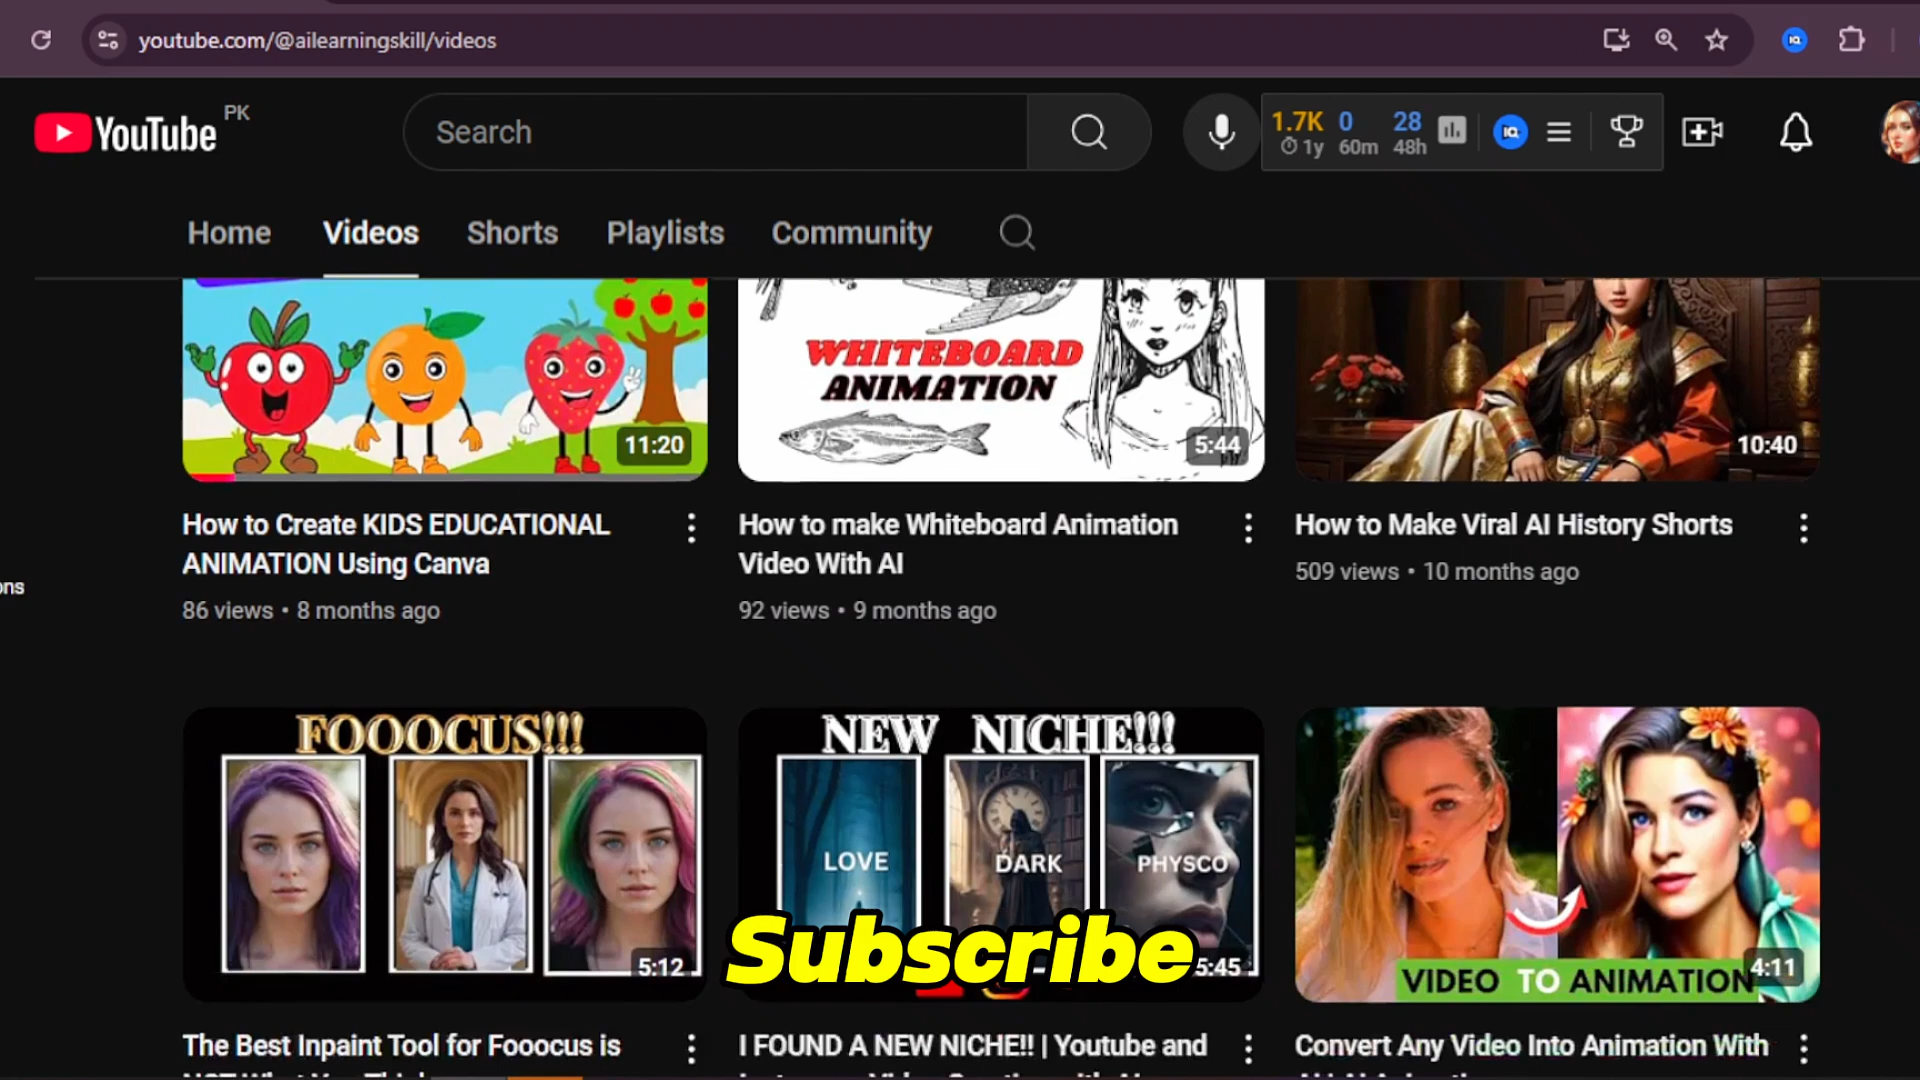 youtube.com/@ailearningskill/videos
YouTube PK
Search
1.7K 0 28
1y 60m 48h
IQ
Home Videos Shorts Playlists Community
WHITEBOARD
ANIMATION
11:20
5:44
10:40
How to Create KIDS EDUCATIONAL
ANIMATION Using Canva
86 views • 8 months ago
How to make Whiteboard Animation
Video With AI
92 views • 9 months ago
How to Make Viral AI History Shorts
509 views • 10 months ago
ons
FOOOCUS!!!
5:12
NEW NICHE!!!
LOVE DARK PHYSCO
5:45
Subscribe
VIDEO TO ANIMATION
4:11
The Best Inpaint Tool for Fooocus is
I FOUND A NEW NICHE!! | Youtube and
Convert Any Video Into Animation With